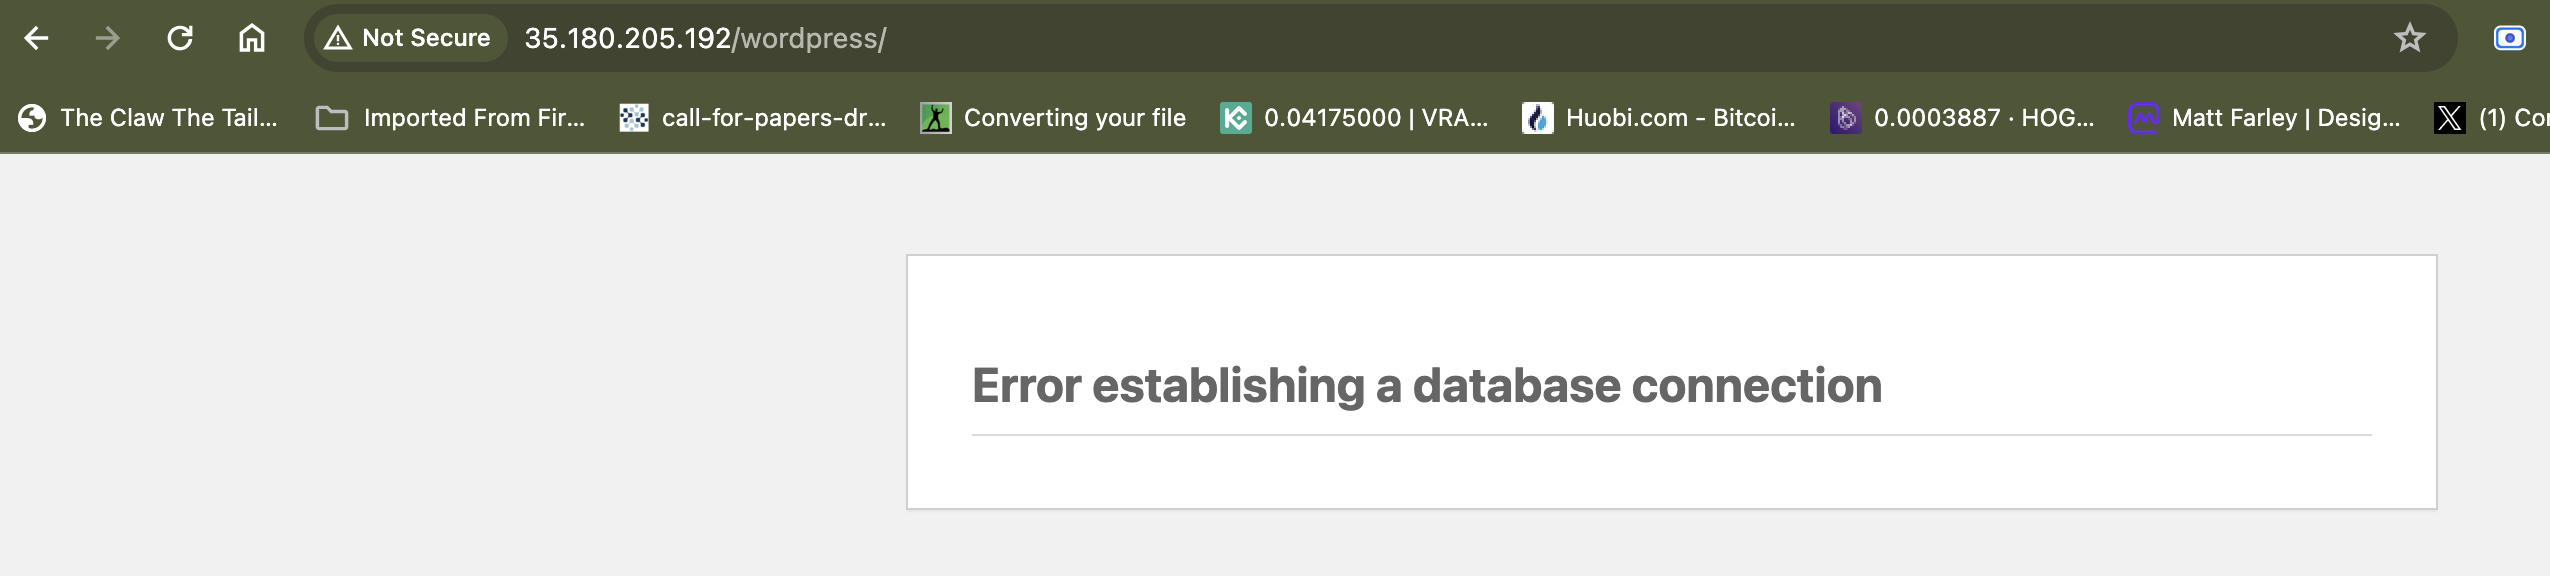 Not Secure 35.180.205.192/wordpress/
The Claw The Tail... Imported From Fir... call-for-papers-dr... Converting your file 0.04175000 | VRA... Huobi.com - Bitcoi... 0.0003887 · HOG... Matt Farley | Desig... (1) Co
Error establishing a database connection